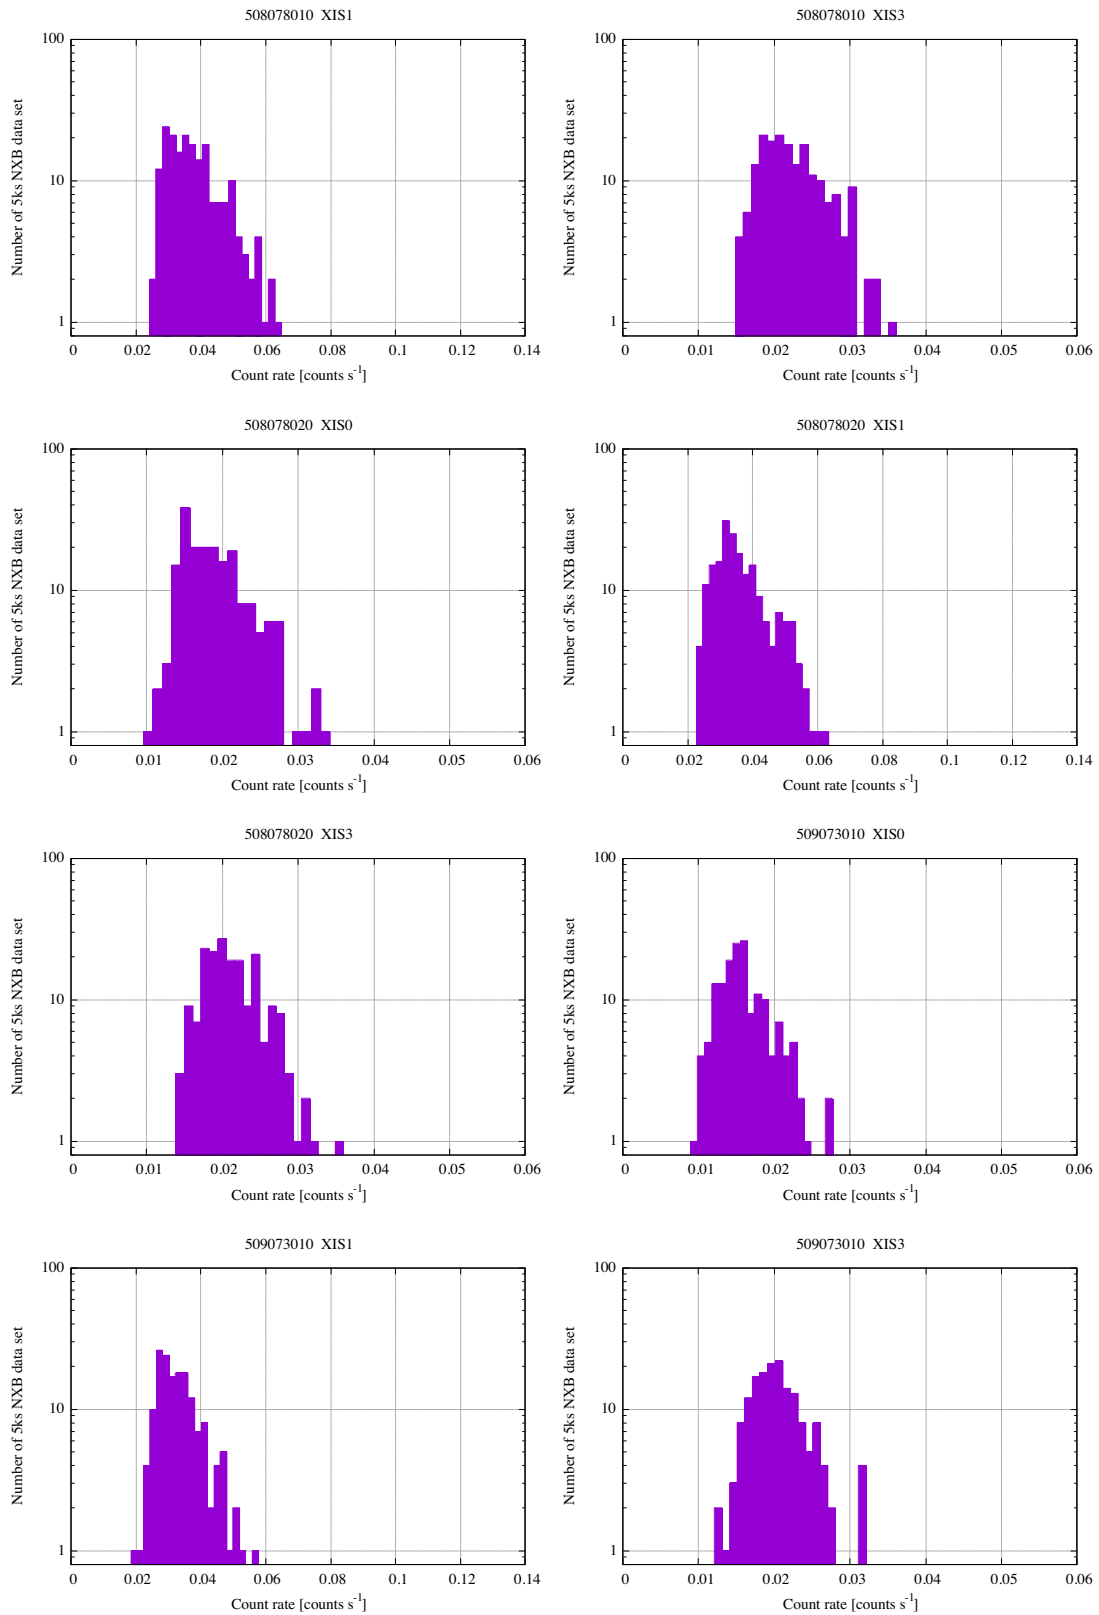 508078010 XIS1
Number of 5ks NXB data set
100
10
1
0 0.02 0.04 0.06 0.08 0.1 0.12 0.14
Count rate [counts s⁻¹]
508078010 XIS3
Number of 5ks NXB data set
100
10
1
0 0.01 0.02 0.03 0.04 0.05 0.06
Count rate [counts s⁻¹]
508078020 XIS0
Number of 5ks NXB data set
100
10
1
0 0.01 0.02 0.03 0.04 0.05 0.06
Count rate [counts s⁻¹]
508078020 XIS1
Number of 5ks NXB data set
100
10
1
0 0.02 0.04 0.06 0.08 0.1 0.12 0.14
Count rate [counts s⁻¹]
508078020 XIS3
Number of 5ks NXB data set
100
10
1
0 0.01 0.02 0.03 0.04 0.05 0.06
Count rate [counts s⁻¹]
509073010 XIS0
Number of 5ks NXB data set
100
10
1
0 0.01 0.02 0.03 0.04 0.05 0.06
Count rate [counts s⁻¹]
509073010 XIS1
Number of 5ks NXB data set
100
10
1
0 0.02 0.04 0.06 0.08 0.1 0.12 0.14
Count rate [counts s⁻¹]
509073010 XIS3
Number of 5ks NXB data set
100
10
1
0 0.01 0.02 0.03 0.04 0.05 0.06
Count rate [counts s⁻¹]